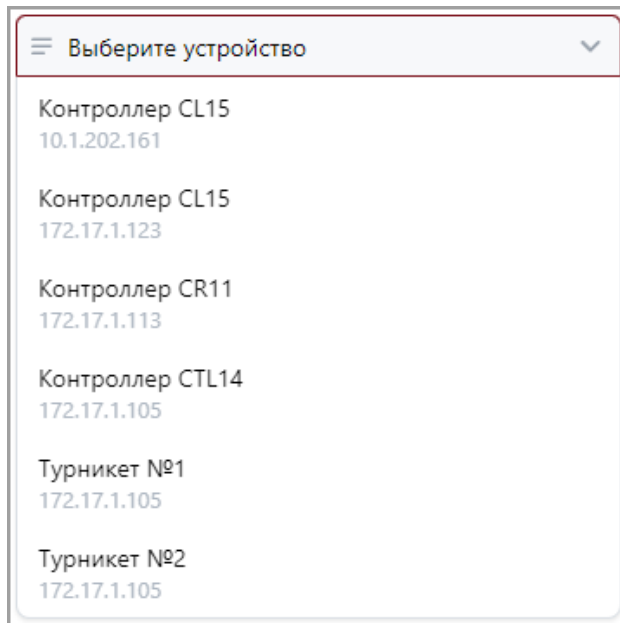 Выберите устройство
Контроллер CL15
10.1.202.161
Контроллер CL15
172.17.1.123
Контроллер CR11
172.17.1.113
Контроллер CTL14
172.17.1.105
Турникет №1
172.17.1.105
Турникет №2
172.17.1.105